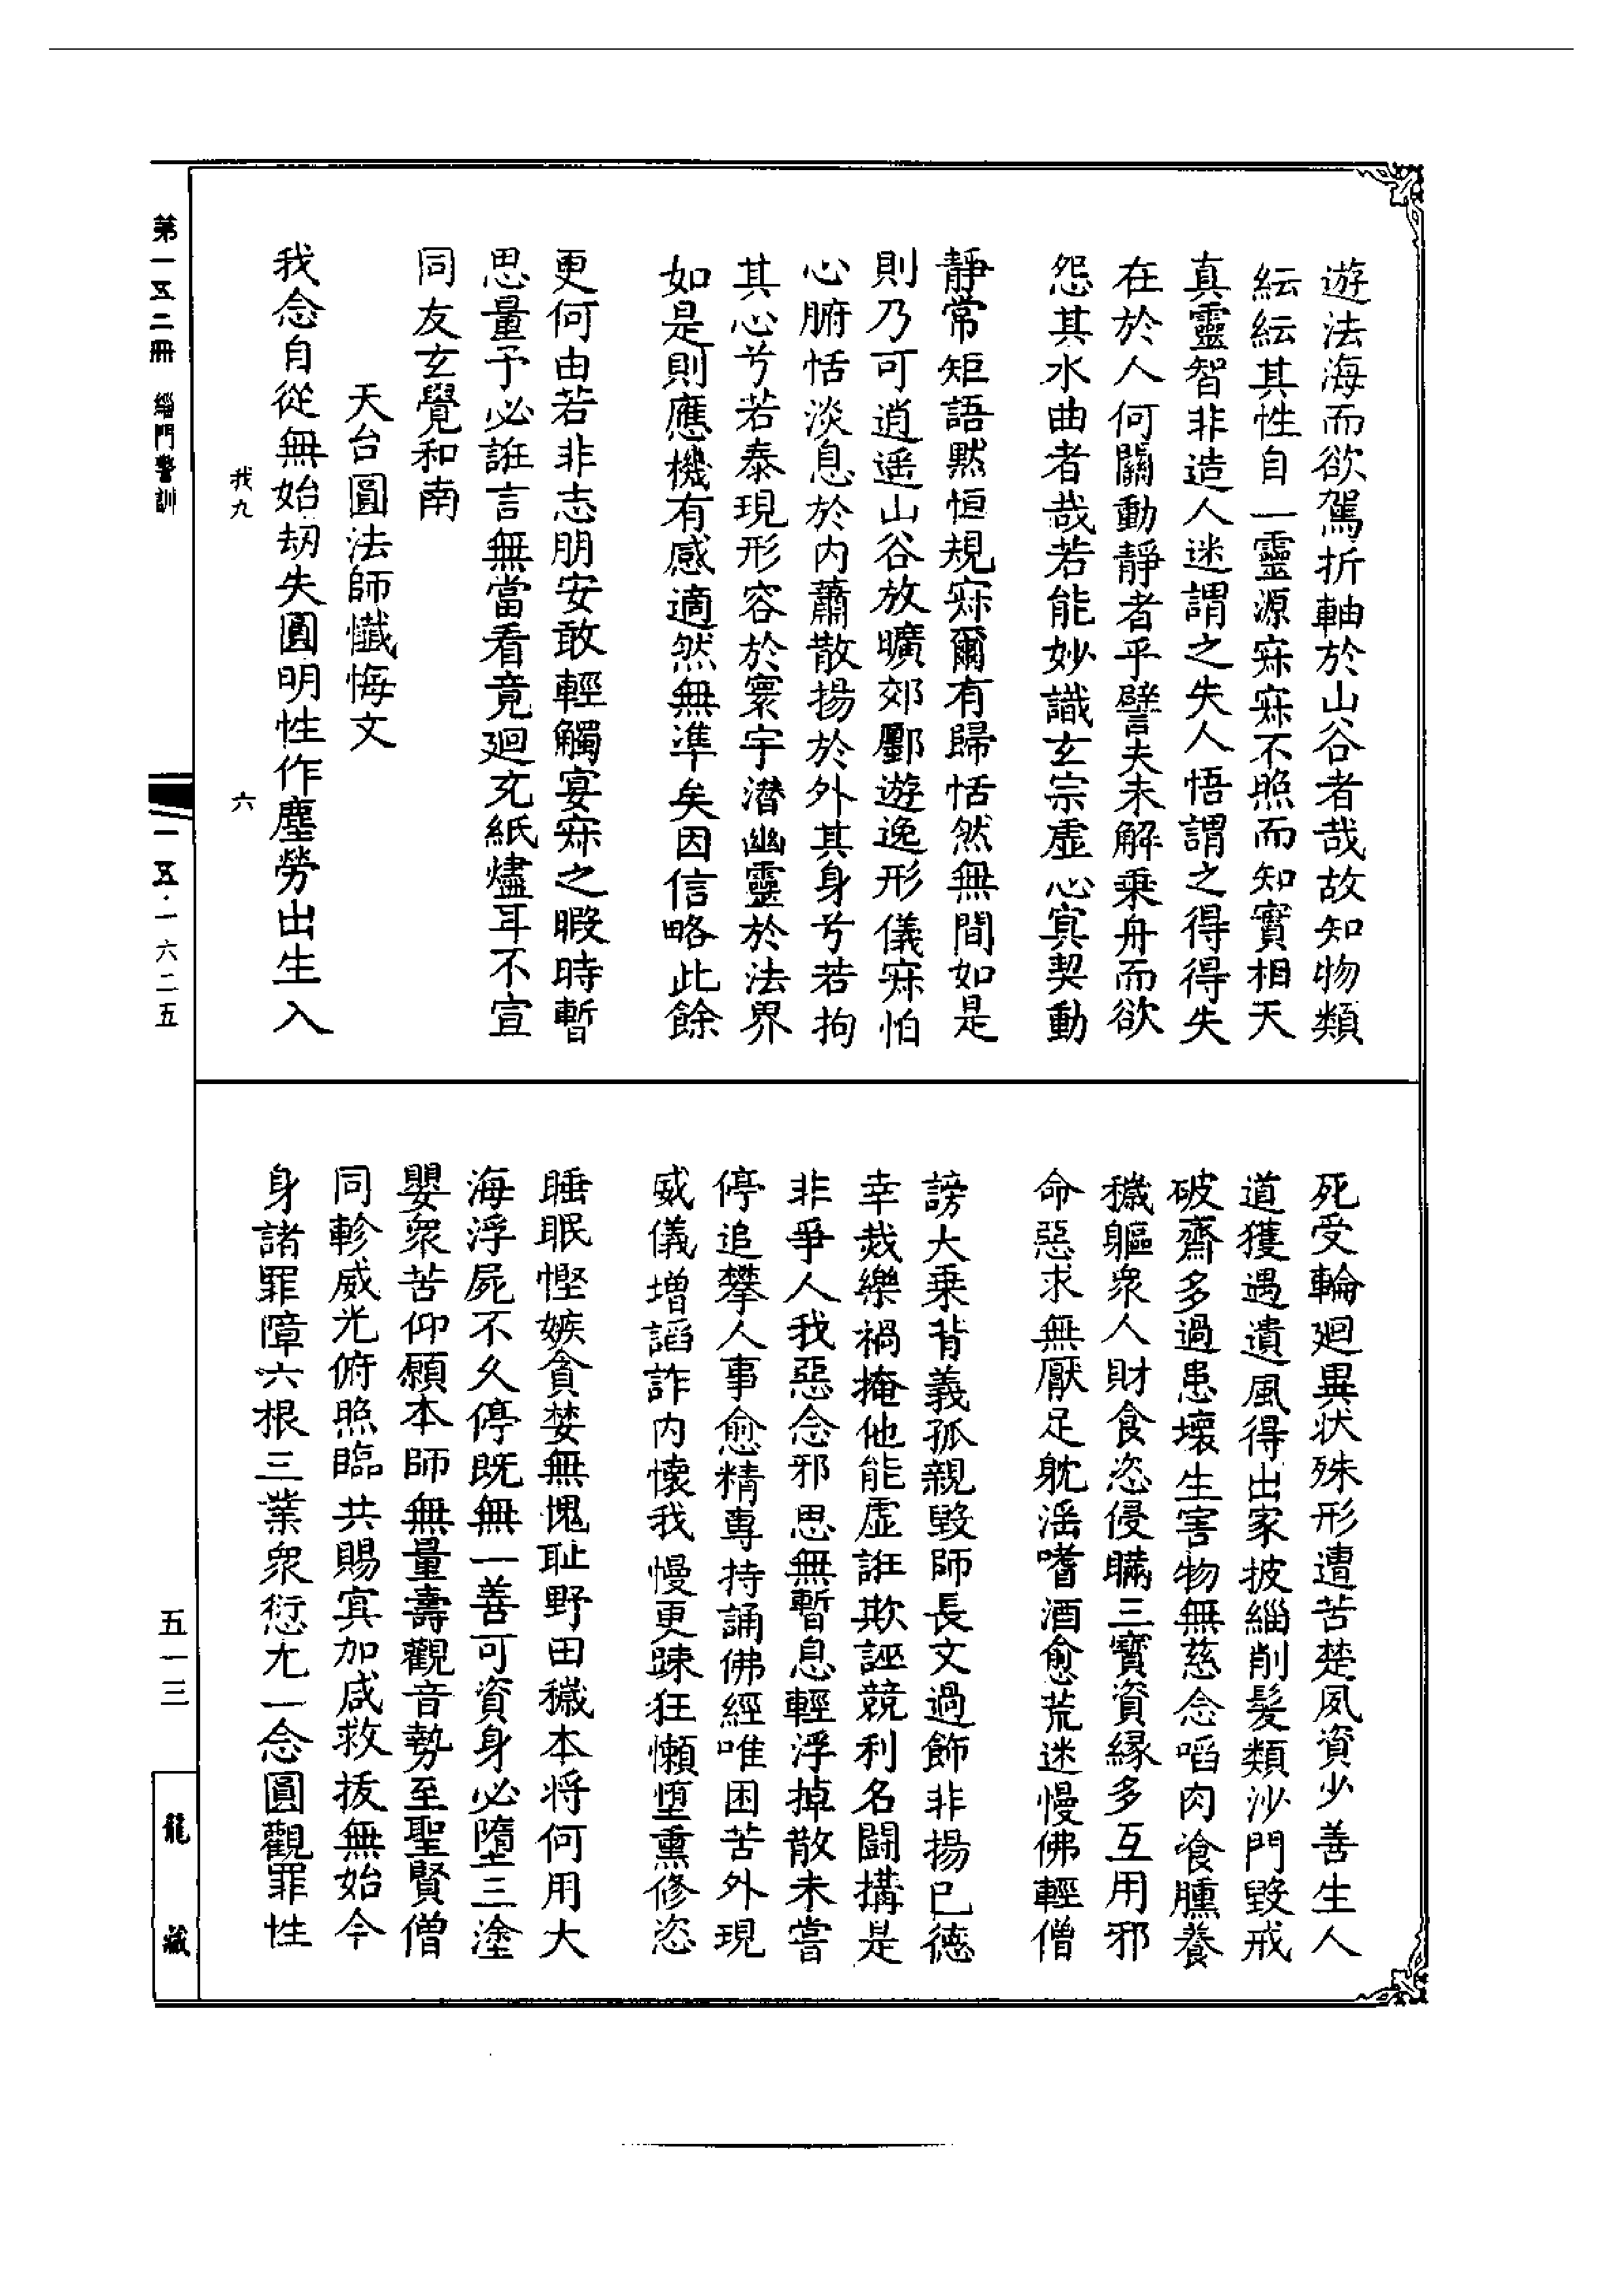 遊法海而欲駕折軸於山谷者哉故知物類
紜紜其性自一靈源寂寂不照而知實相天
真靈智非造人迷謂之失人悟謂之得得失
在於人何關動靜者乎譬夫未解乘舟而欲
怨其水曲者哉若能妙識玄宗虛心冥契動
靜常矩語默恒規寂爾有歸恬然無間如是
則乃可逍遥山谷放曠郊鄽遊逸形儀寂怕
心腑恬淡息於内蕭散揚於外其身兮若拘
其心兮若泰現形容於寰宇潜幽靈於法界
如是則應機有感適然無準矣因信略此餘
更何由若非志朋安敢輕觸宴寂之暇時暫
思量予必誑言無當看竟廻充紙燼耳不宣
同友玄覺和南
天台圓法師懺悔文
我念自從無始劫失圓明性作塵勞出生入
死受輪廻異状殊形遭苦楚夙資少善生人
道獲遇遺風得出家披緇削髮類沙門毀戒
破齋多過患壞生害物無慈念啗肉飡腥養
穢軀衆人財食恣侵瞞三寶資縁多互用邪
命惡求無厭足躭滛嗜酒愈荒迷慢佛輕僧
謗大乘背義孤親毀師長文過飾非揚已德
幸烖樂禍掩他能虛誑欺誣競利名鬪搆是
非爭人我惡念邪思無暫息輕浮掉散未嘗
停追攀人事愈精專持誦佛經唯困苦外現
威儀增謟詐内懷我慢更踈狂懶墮熏修恣
睡眠慳嫉貪婪無愧耻野田穢本将何用大
海浮屍不久停既無一善可資身必墮三塗
嬰衆苦仰願本師無量壽觀音勢至聖賢僧
同軫威光俯照臨共賜冥加咸救拔無始今
身諸罪障六根三業衆愆尤一念圓觀罪性
我九
六
第一五二冊
緇門警訓
一五·一六二五
五一三
龍藏